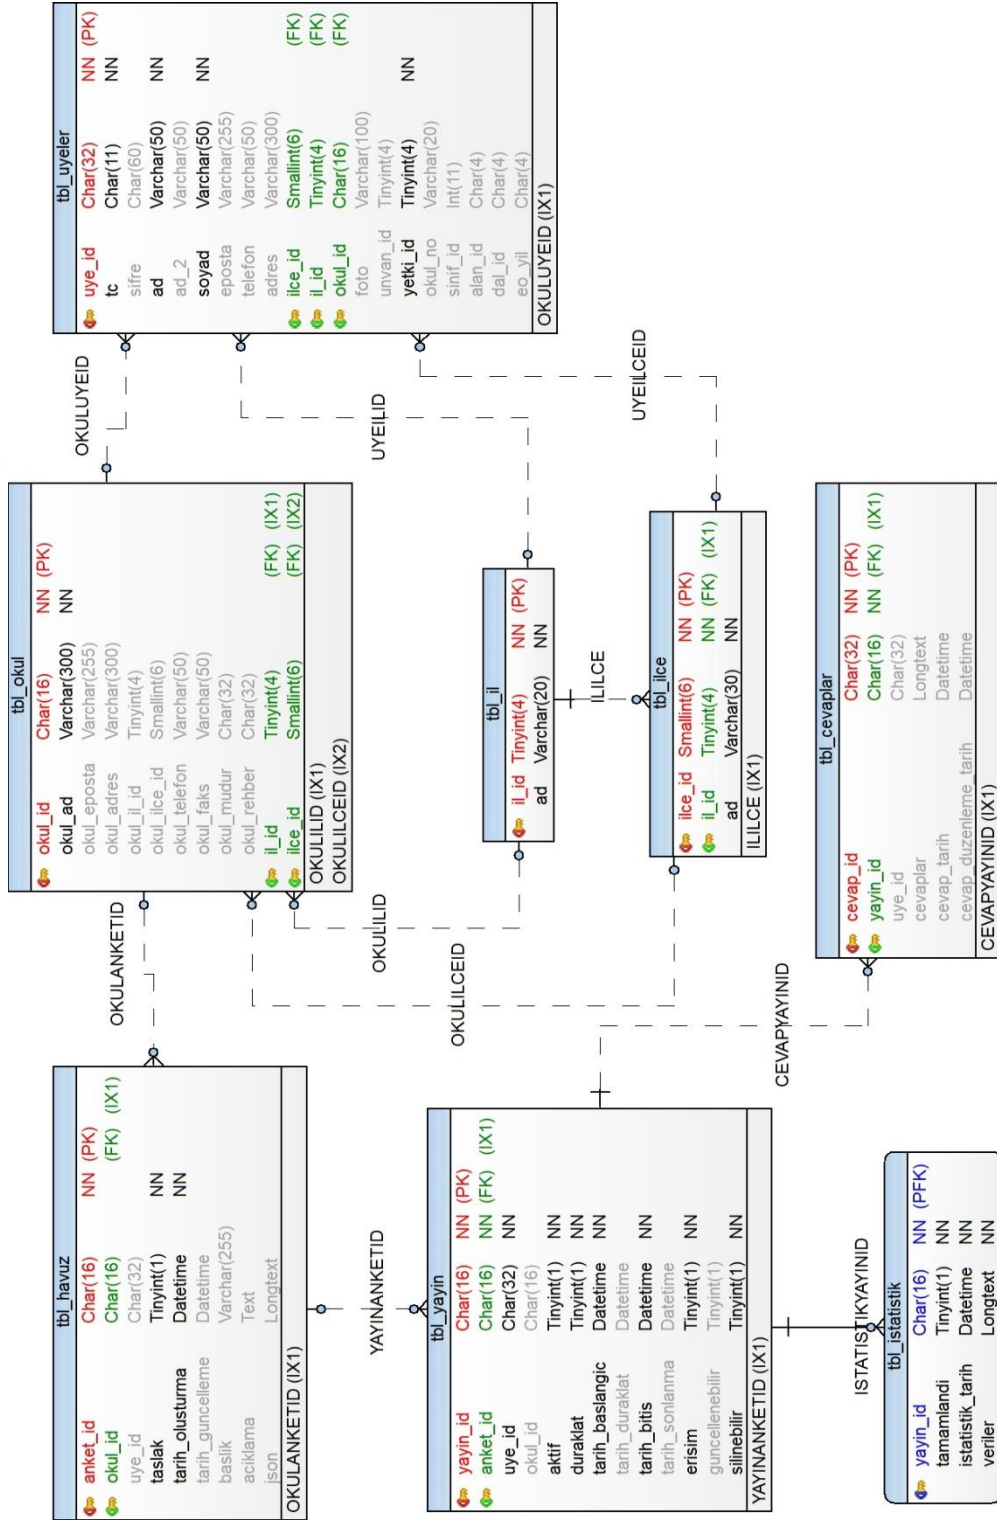 tbl_havuz
anket_id Char(16) NN (PK)
okul_id Char(16) (FK) (IX1)
uye_id Char(32)
taslak Tinyint(1) NN
tarih_olusturma Datetime NN
tarih_guncelleme Datetime
baslik Varchar(255)
aciklama Text
json Longtext
OKULANKETID (IX1)
OKULANKETID
tbl_okul
okul_id Char(16) NN (PK)
okul_ad Varchar(300) NN
okul_eposta Varchar(255)
okul_adres Varchar(300)
okul_il_id Tinyint(4)
okul_ilce_id Smallint(6)
okul_telefon Varchar(50)
okul_faks Varchar(50)
okul_mudur Char(32)
okul_rehber Char(32)
il_id Tinyint(4) (FK) (IX1)
ilce_id Smallint(6) (FK) (IX2)
OKULILID (IX1)
OKULILCEID (IX2)
OKULUYEID
tbl_uyeler
uye_id Char(32) NN (PK)
tc Char(11) NN
sifre Char(60)
ad Varchar(50) NN
ad_2 Varchar(50)
soyad Varchar(50) NN
eposta Varchar(255)
telefon Varchar(50)
adres Varchar(300)
ilce_id Smallint(6) (FK)
il_id Tinyint(4) (FK)
okul_id Char(16) (FK)
foto Varchar(100)
unvan_id Tinyint(4)
yetki_id Tinyint(4) NN
okul_no Varchar(20)
sinif_id Int(11)
alan_id Char(4)
dal_id Char(4)
eo_yil Char(4)
OKULUYEID (IX1)
YAYINANKETID
OKULILID
OKULILCEID
UYEILID
UYEILCEID
tbl_il
il_id Tinyint(4) NN (PK)
ad Varchar(20) NN
ILILCE
tbl_ilce
ilce_id Smallint(6) NN (PK)
il_id Tinyint(4) NN (FK) (IX1)
ad Varchar(30) NN
ILILCE (IX1)
tbl_yayin
yayin_id Char(16) NN (PK)
anket_id Char(16) NN (FK) (IX1)
uye_id Char(32) NN
okul_id Char(16)
aktif Tinyint(1) NN
duraklat Tinyint(1) NN
tarih_baslangic Datetime NN
tarih_duraklat Datetime
tarih_bitis Datetime NN
tarih_sonlanma Datetime
erisim Tinyint(1) NN
guncellenebilir Tinyint(1)
silinebilir Tinyint(1) NN
YAYINANKETID (IX1)
CEVAPYAYINID
tbl_cevaplar
cevap_id Char(32) NN (PK)
yayin_id Char(16) NN (FK) (IX1)
uye_id Char(32)
cevaplar Longtext
cevap_tarih Datetime
cevap_duzenleme_tarih Datetime
CEVAPYAYINID (IX1)
ISTATISTIKYAYINID
tbl_istatistik
yayin_id Char(16) NN (PFK)
tamamlandi Tinyint(1) NN
istatistik_tarih Datetime NN
veriler Longtext NN